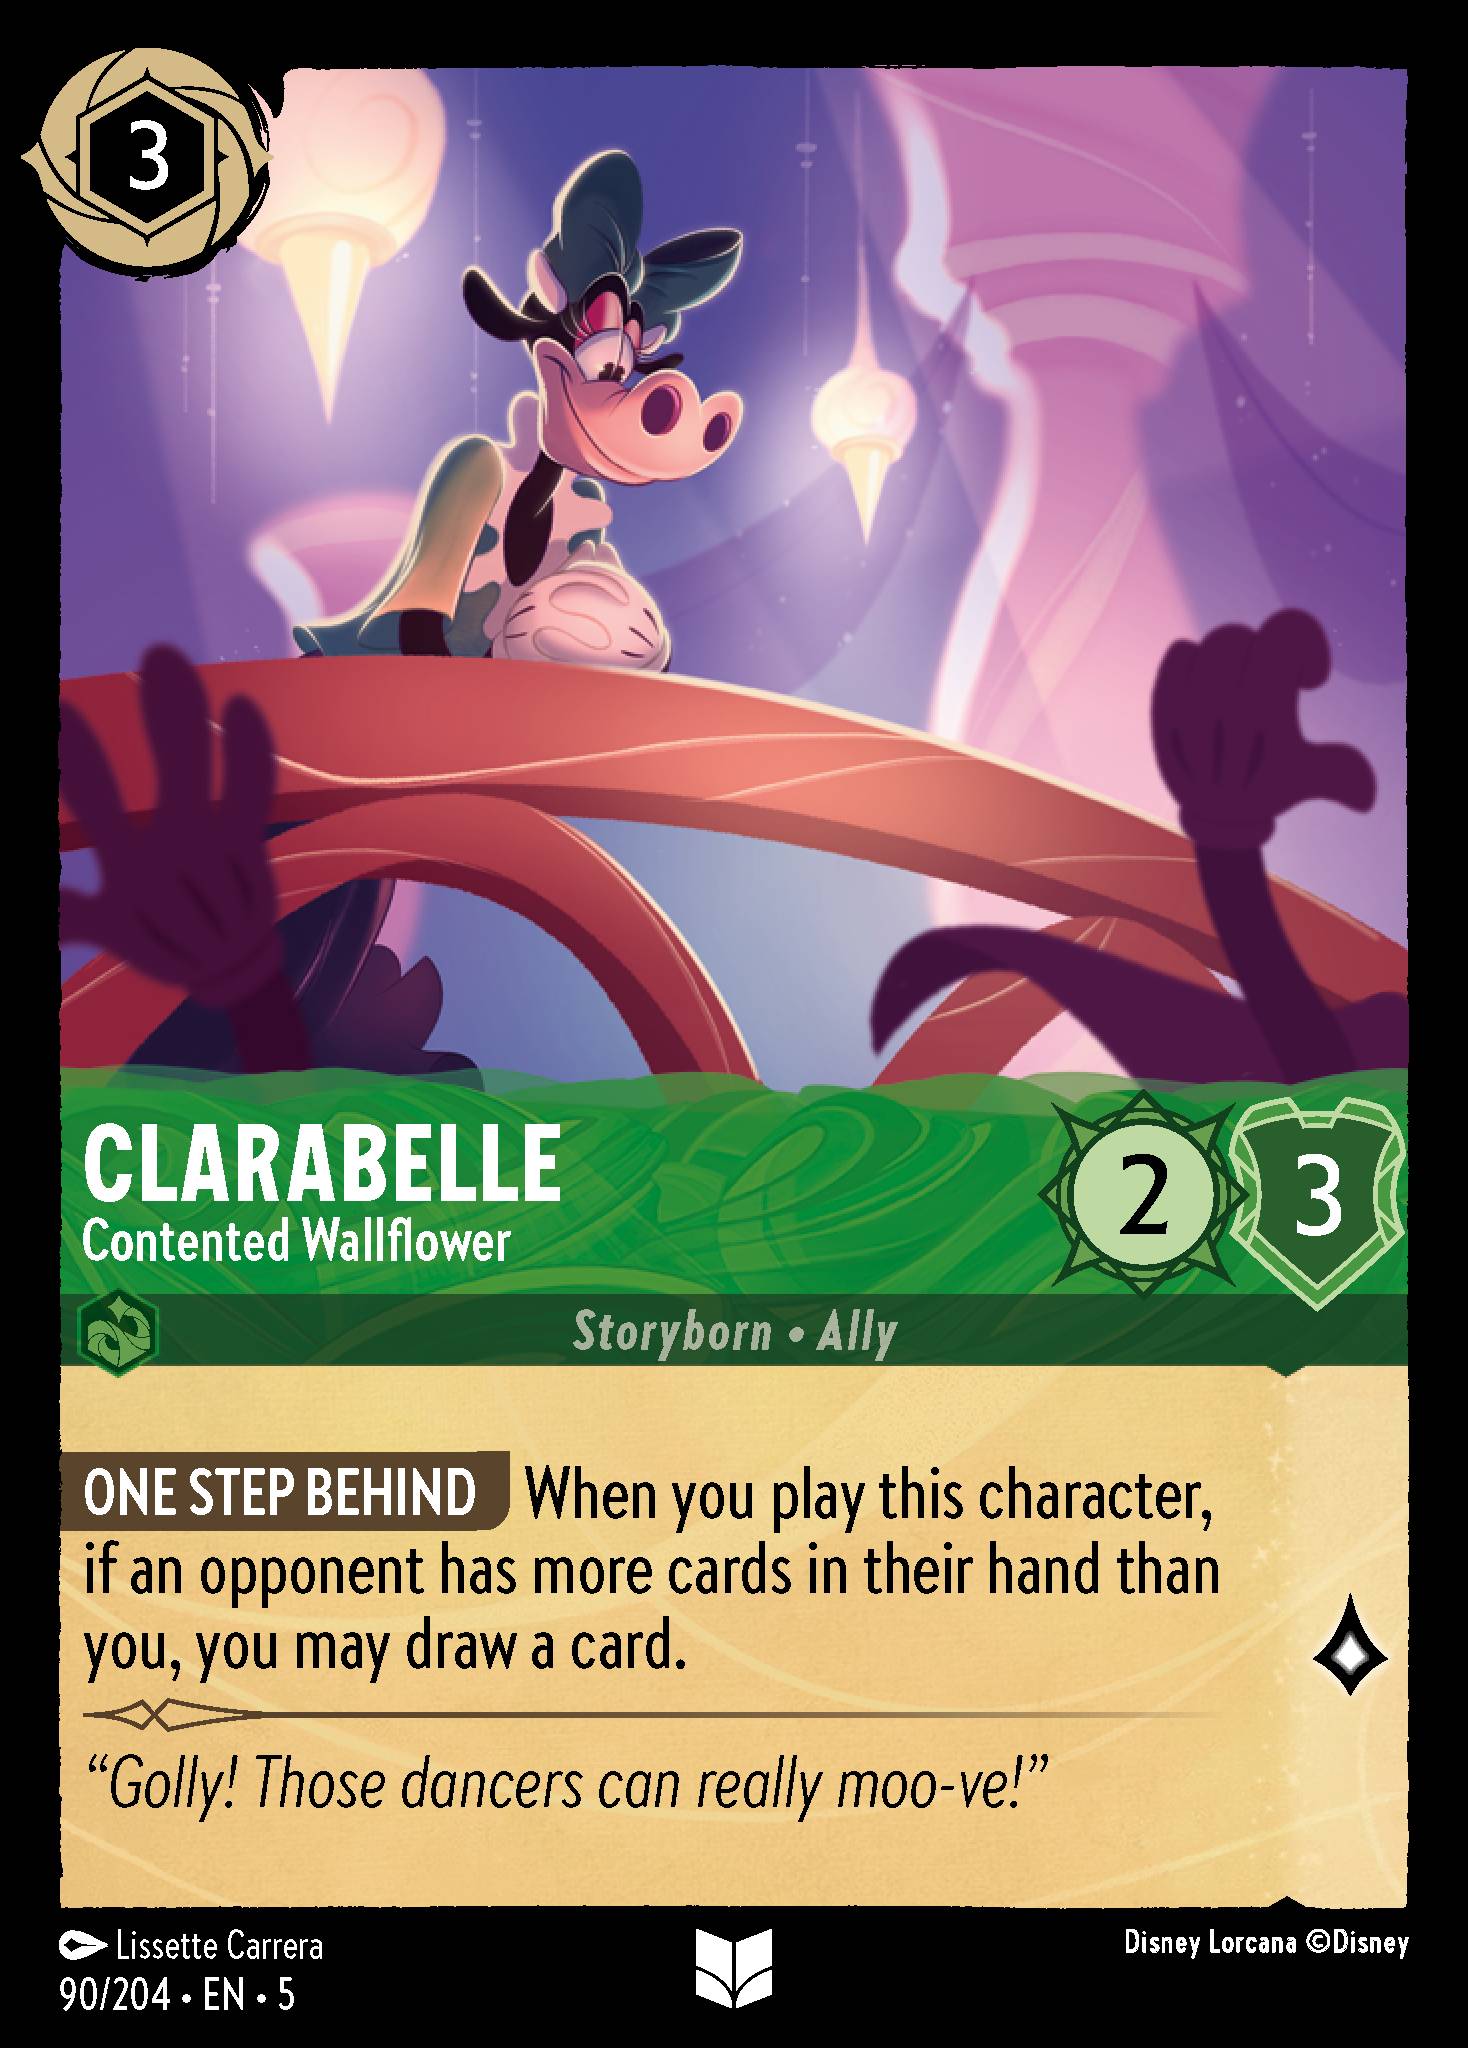 3
CLARABELLE
Contented Wallflower
2
3
Storyborn • Ally
ONE STEP BEHIND When you play this character,
if an opponent has more cards in their hand than
you, you may draw a card.
“Golly! Those dancers can really moo-ve!”
Lissette Carrera
Disney Lorcana ©Disney
90/204 • EN • 5